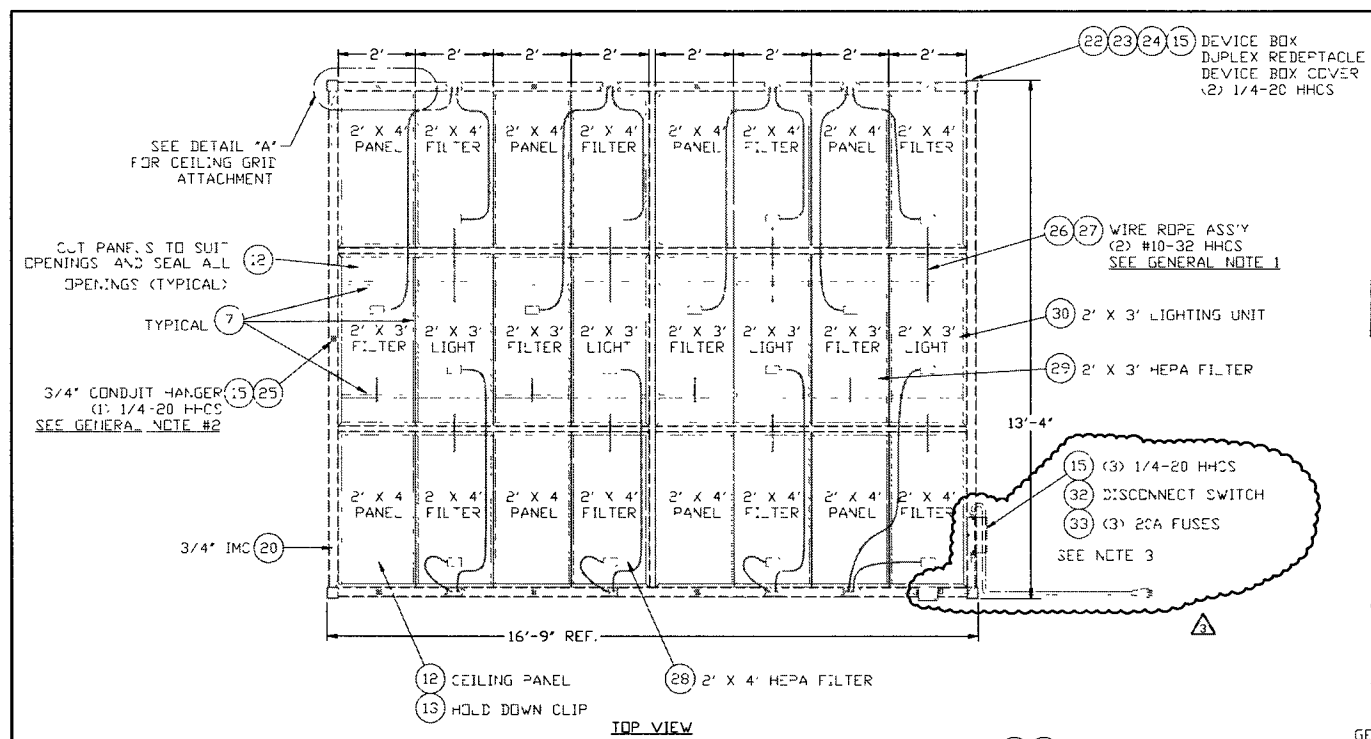 2' 2' 2' 2' 2' 2' 2' 2'
22 23 24 15 DEVICE BOX
DUPLEX REDEPTACLE
DEVICE BOX COVER
(2) 1/4-20 HHCS
SEE DETAIL "A"
FOR CEILING GRID
ATTACHMENT
2' X 4' PANEL
2' X 4' FILTER
2' X 4' PANEL
2' X 4' FILTER
2' X 4' PANEL
2' X 4' FILTER
2' X 4' PANEL
2' X 4' FILTER
CUT PANELS TO SUIT
OPENINGS AND SEAL ALL 12
OPENINGS (TYPICAL)
26 27 WIRE ROPE ASS'Y
(2) #10-32 HHCS
SEE GENERAL NOTE 1
TYPICAL 7
30 2' X 3' LIGHTING UNIT
2' X 3' FILTER
2' X 3' LIGHT
2' X 3' FILTER
2' X 3' LIGHT
2' X 3' FILTER
2' X 3' LIGHT
2' X 3' FILTER
2' X 3' LIGHT
29 2' X 3' HEPA FILTER
3/4" CONDUIT HANGER 15 25
(1) 1/4-20 HHCS
SEE GENERAL NOTE #2
13'-4"
15 (3) 1/4-20 HHCS
32 DISCONNECT SWITCH
33 (3) 20A FUSES
SEE NOTE 3
2' X 4 PANEL
2' X 4' FILTER
2' X 4 PANEL
2' X 4' FILTER
2' X 4' PANEL
2' X 4' FILTER
2' X 4' PANEL
2' X 4' FILTER
3/4" IMC 20
16'-9" REF.
3
12 CEILING PANEL
13 HOLD DOWN CLIP
28 2' X 4' HEPA FILTER
TOP VIEW
GE